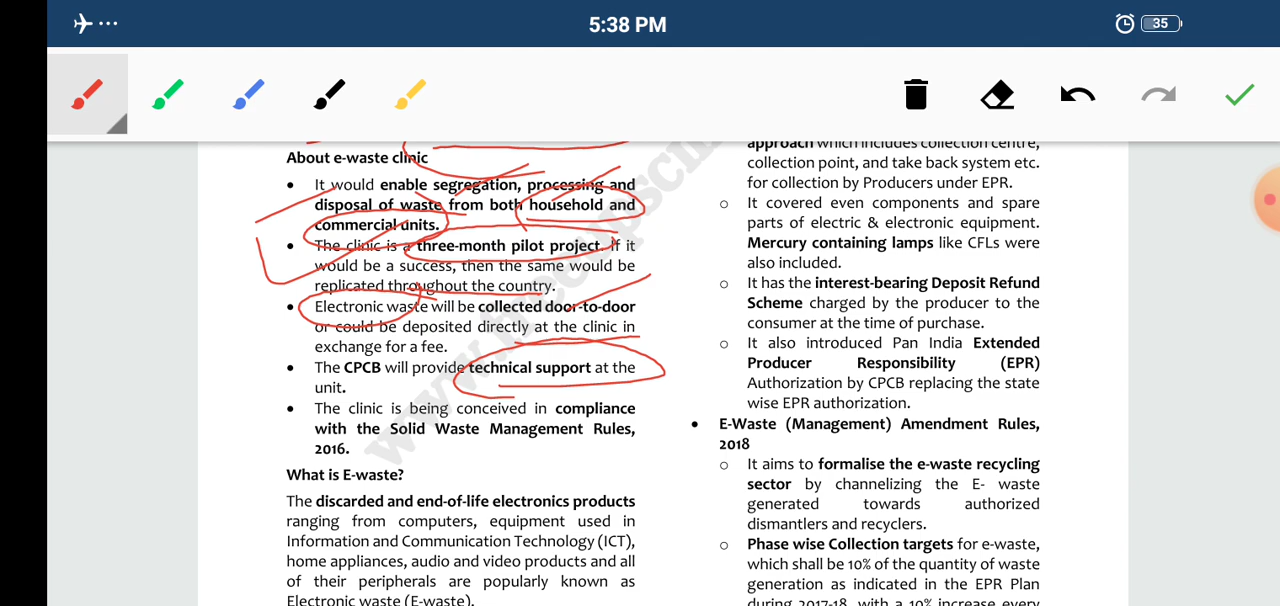 5:38 PM
35
About e-waste clinic
• It would enable segregation, processing and
disposal of waste from both household and
commercial units.
• The clinic is a three-month pilot project. If it
would be a success, then the same would be
replicated throughout the country.
• Electronic waste will be collected door-to-door
or could be deposited directly at the clinic in
exchange for a fee.
• The CPCB will provide technical support at the
unit.
• The clinic is being conceived in compliance
with the Solid Waste Management Rules,
2016.
What is E-waste?
The discarded and end-of-life electronics products
ranging from computers, equipment used in
Information and Communication Technology (ICT),
home appliances, audio and video products and all
of their peripherals are popularly known as
Electronic waste (E-waste).
approach which includes collection centre,
collection point, and take back system etc.
for collection by Producers under EPR.
o It covered even components and spare
parts of electric & electronic equipment.
Mercury containing lamps like CFLs were
also included.
o It has the interest-bearing Deposit Refund
Scheme charged by the producer to the
consumer at the time of purchase.
o It also introduced Pan India Extended
Producer Responsibility (EPR)
Authorization by CPCB replacing the state
wise EPR authorization.
• E-Waste (Management) Amendment Rules,
2018
o It aims to formalise the e-waste recycling
sector by channelizing the E- waste
generated towards authorized
dismantlers and recyclers.
o Phase wise Collection targets for e-waste,
which shall be 10% of the quantity of waste
generation as indicated in the EPR Plan
during 2017-18, with a 10% increase every